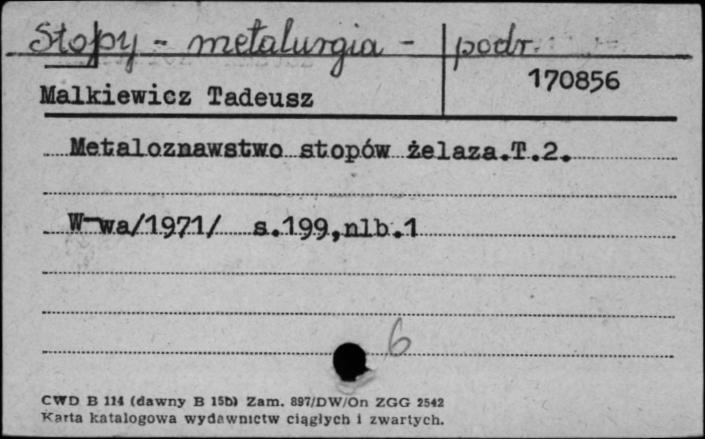 Stopy - metalurgia - podr.
170856
Malkiewicz Tadeusz
Metaloznawstwo stopów żelaza.T.2.
W-wa/1971/ s.199,nlb.1
6
CWD B 114 (dawny B 15b) Zam. 897/DW/On ZGG 2542
Karta katalogowa wydawnictw ciągłych i zwartych.